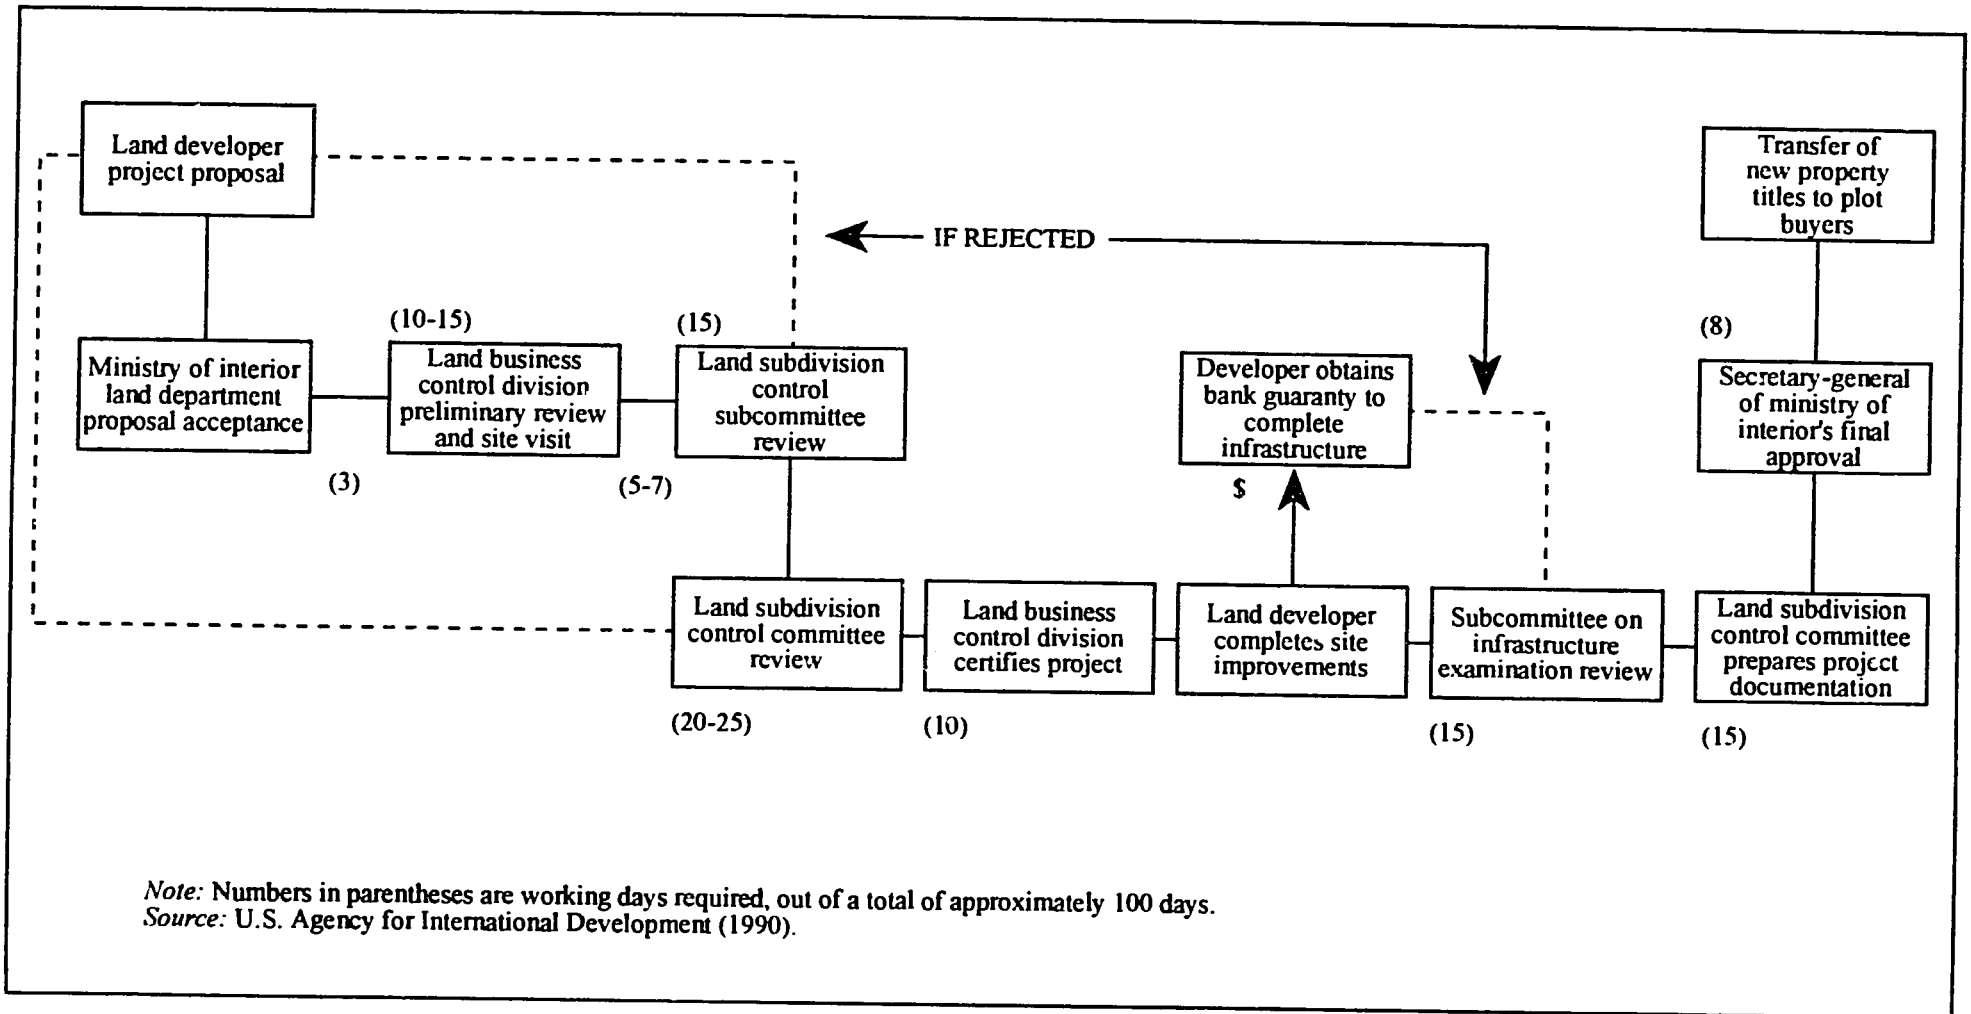 Land developer
project proposal
Transfer of
new property
titles to plot
buyers
IF REJECTED
(10-15)
(15)
(8)
Ministry of interior
land department
proposal acceptance
Land business
control division
preliminary review
and site visit
Land subdivision
control
subcommittee
review
Developer obtains
bank guaranty to
complete
infrastructure
Secretary-general
of ministry of
interior's final
approval
(3)
(5-7)
$
Land subdivision
control committee
review
Land business
control division
certifies project
Land developer
completes site
improvements
Subcommittee on
infrastructure
examination review
Land subdivision
control committee
prepares project
documentation
(20-25)
(10)
(15)
(15)
Note: Numbers in parentheses are working days required, out of a total of approximately 100 days.
Source: U.S. Agency for International Development (1990).